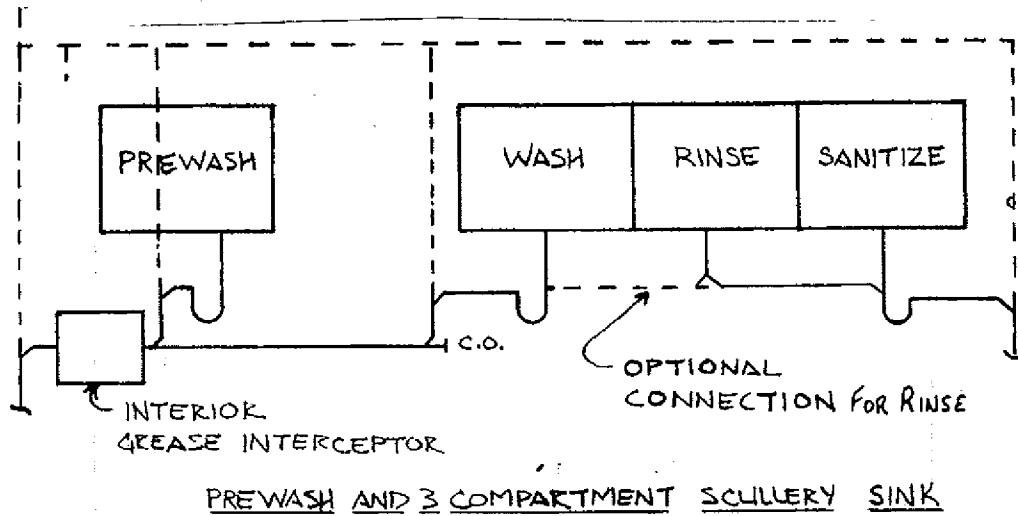 PREWASH
WASH
RINSE
SANITIZE
C.O.
OPTIONAL
CONNECTION FOR RINSE
INTERIOR
GREASE INTERCEPTOR
PREWASH AND 3 COMPARTMENT SCULLERY SINK